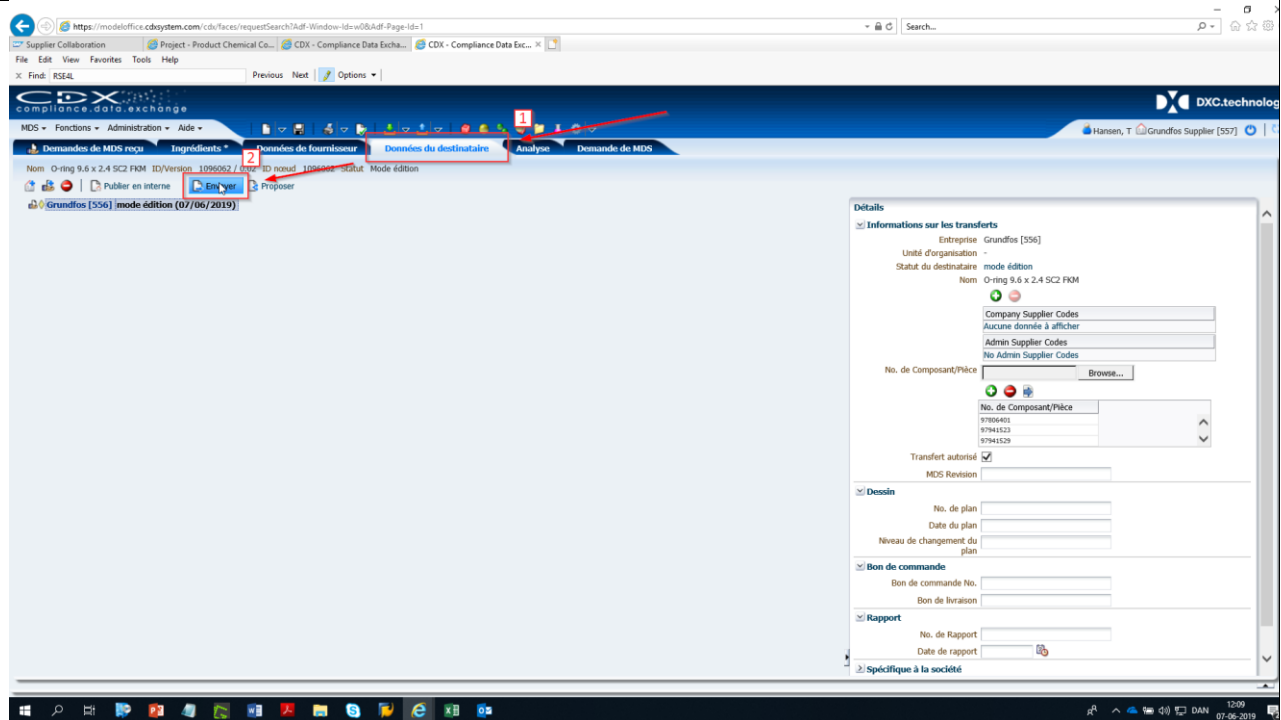 https://modeloffice.cdxsystem.com/cdx/faces/requestSearch?Adf-Window-Id=w0&Adf-Page-Id=1
Search...
Supplier Collaboration
Project - Product Chemical Co...
CDX - Compliance Data Excha...
CDX - Compliance Data Exc...
File Edit View Favorites Tools Help
× Find: RSE4L Previous Next Options
CDX
compliance.data.exchange
DXC.technolog
MDS Fonctions Administration Aide
1
Hansen, T Grundfos Supplier [557]
Demandes de MDS reçu Ingrédients * Données de fournisseur Données du destinataire Analyse Demande de MDS
2
Nom O-ring 9.6 x 2.4 SC2 FKM ID/Version 1096062 / 0.02 ID nœud 1096062 Statut Mode édition
Publier en interne Envoyer Proposer
Grundfos [556] mode édition (07/06/2019)
Détails
Informations sur les transferts
Entreprise Grundfos [556]
Unité d'organisation -
Statut du destinataire mode édition
Nom O-ring 9.6 x 2.4 SC2 FKM
Company Supplier Codes
Aucune donnée à afficher
Admin Supplier Codes
No Admin Supplier Codes
No. de Composant/Pièce Browse...
No. de Composant/Pièce
97806401
97941523
97941529
Transfert autorisé
MDS Revision
Dessin
No. de plan
Date du plan
Niveau de changement du
plan
Bon de commande
Bon de commande No.
Bon de livraison
Rapport
No. de Rapport
Date de rapport
Spécifique à la société
DAN
12:09
07-06-2019